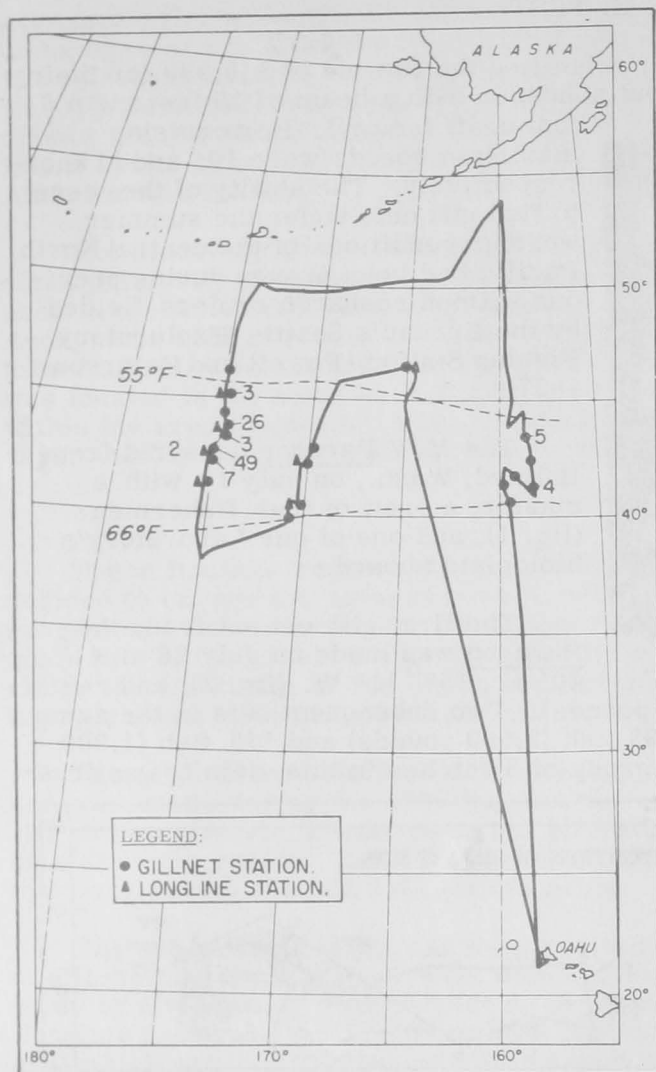 ALASKA
60°
50°
55°F
3
26
3
2
49
7
5
4
40°
66°F
30°
LEGEND:
● GILLNET STATION.
▲ LONGLINE STATION.
OAHU
20°
180°
170°
160°